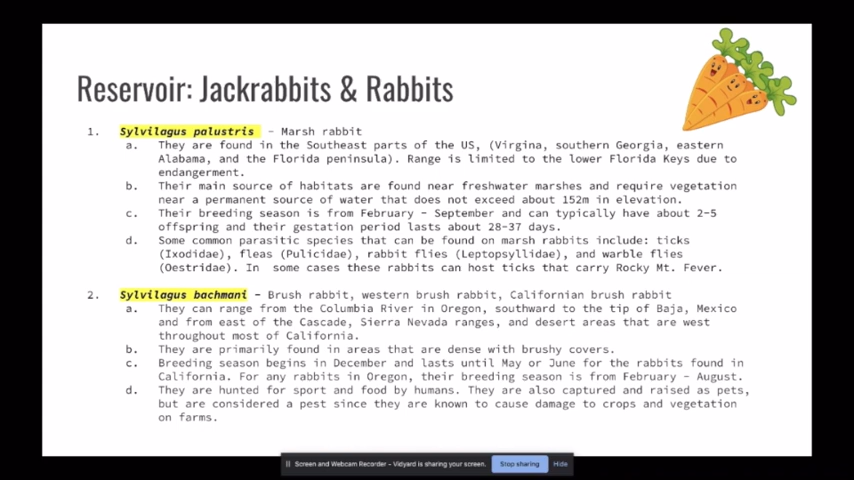 Reservoir: Jackrabbits & Rabbits
1. Sylvilagus palustris - Marsh rabbit
a. They are found in the Southeast parts of the US, (Virgina, southern Georgia, eastern
Alabama, and the Florida peninsula). Range is limited to the lower Florida Keys due to
endangerment.
b. Their main source of habitats are found near freshwater marshes and require vegetation
near a permanent source of water that does not exceed about 152m in elevation.
c. Their breeding season is from February - September and can typically have about 2-5
offspring and their gestation period lasts about 28-37 days.
d. Some common parasitic species that can be found on marsh rabbits include: ticks
(Ixodidae), fleas (Pulicidae), rabbit flies (Leptopsyllidae), and warble flies
(Oestridae). In some cases these rabbits can host ticks that carry Rocky Mt. Fever.
2. Sylvilagus bachmani - Brush rabbit, western brush rabbit, Californian brush rabbit
a. They can range from the Columbia River in Oregon, southward to the tip of Baja, Mexico
and from east of the Cascade, Sierra Nevada ranges, and desert areas that are west
throughout most of California.
b. They are primarily found in areas that are dense with brushy covers.
c. Breeding season begins in December and lasts until May or June for the rabbits found in
California. For any rabbits in Oregon, their breeding season is from February - August.
d. They are hunted for sport and food by humans. They are also captured and raised as pets,
but are considered a pest since they are known to cause damage to crops and vegetation
on farms.
Screen and Webcam Recorder - Vidyard is sharing your screen. Stop sharing Hide